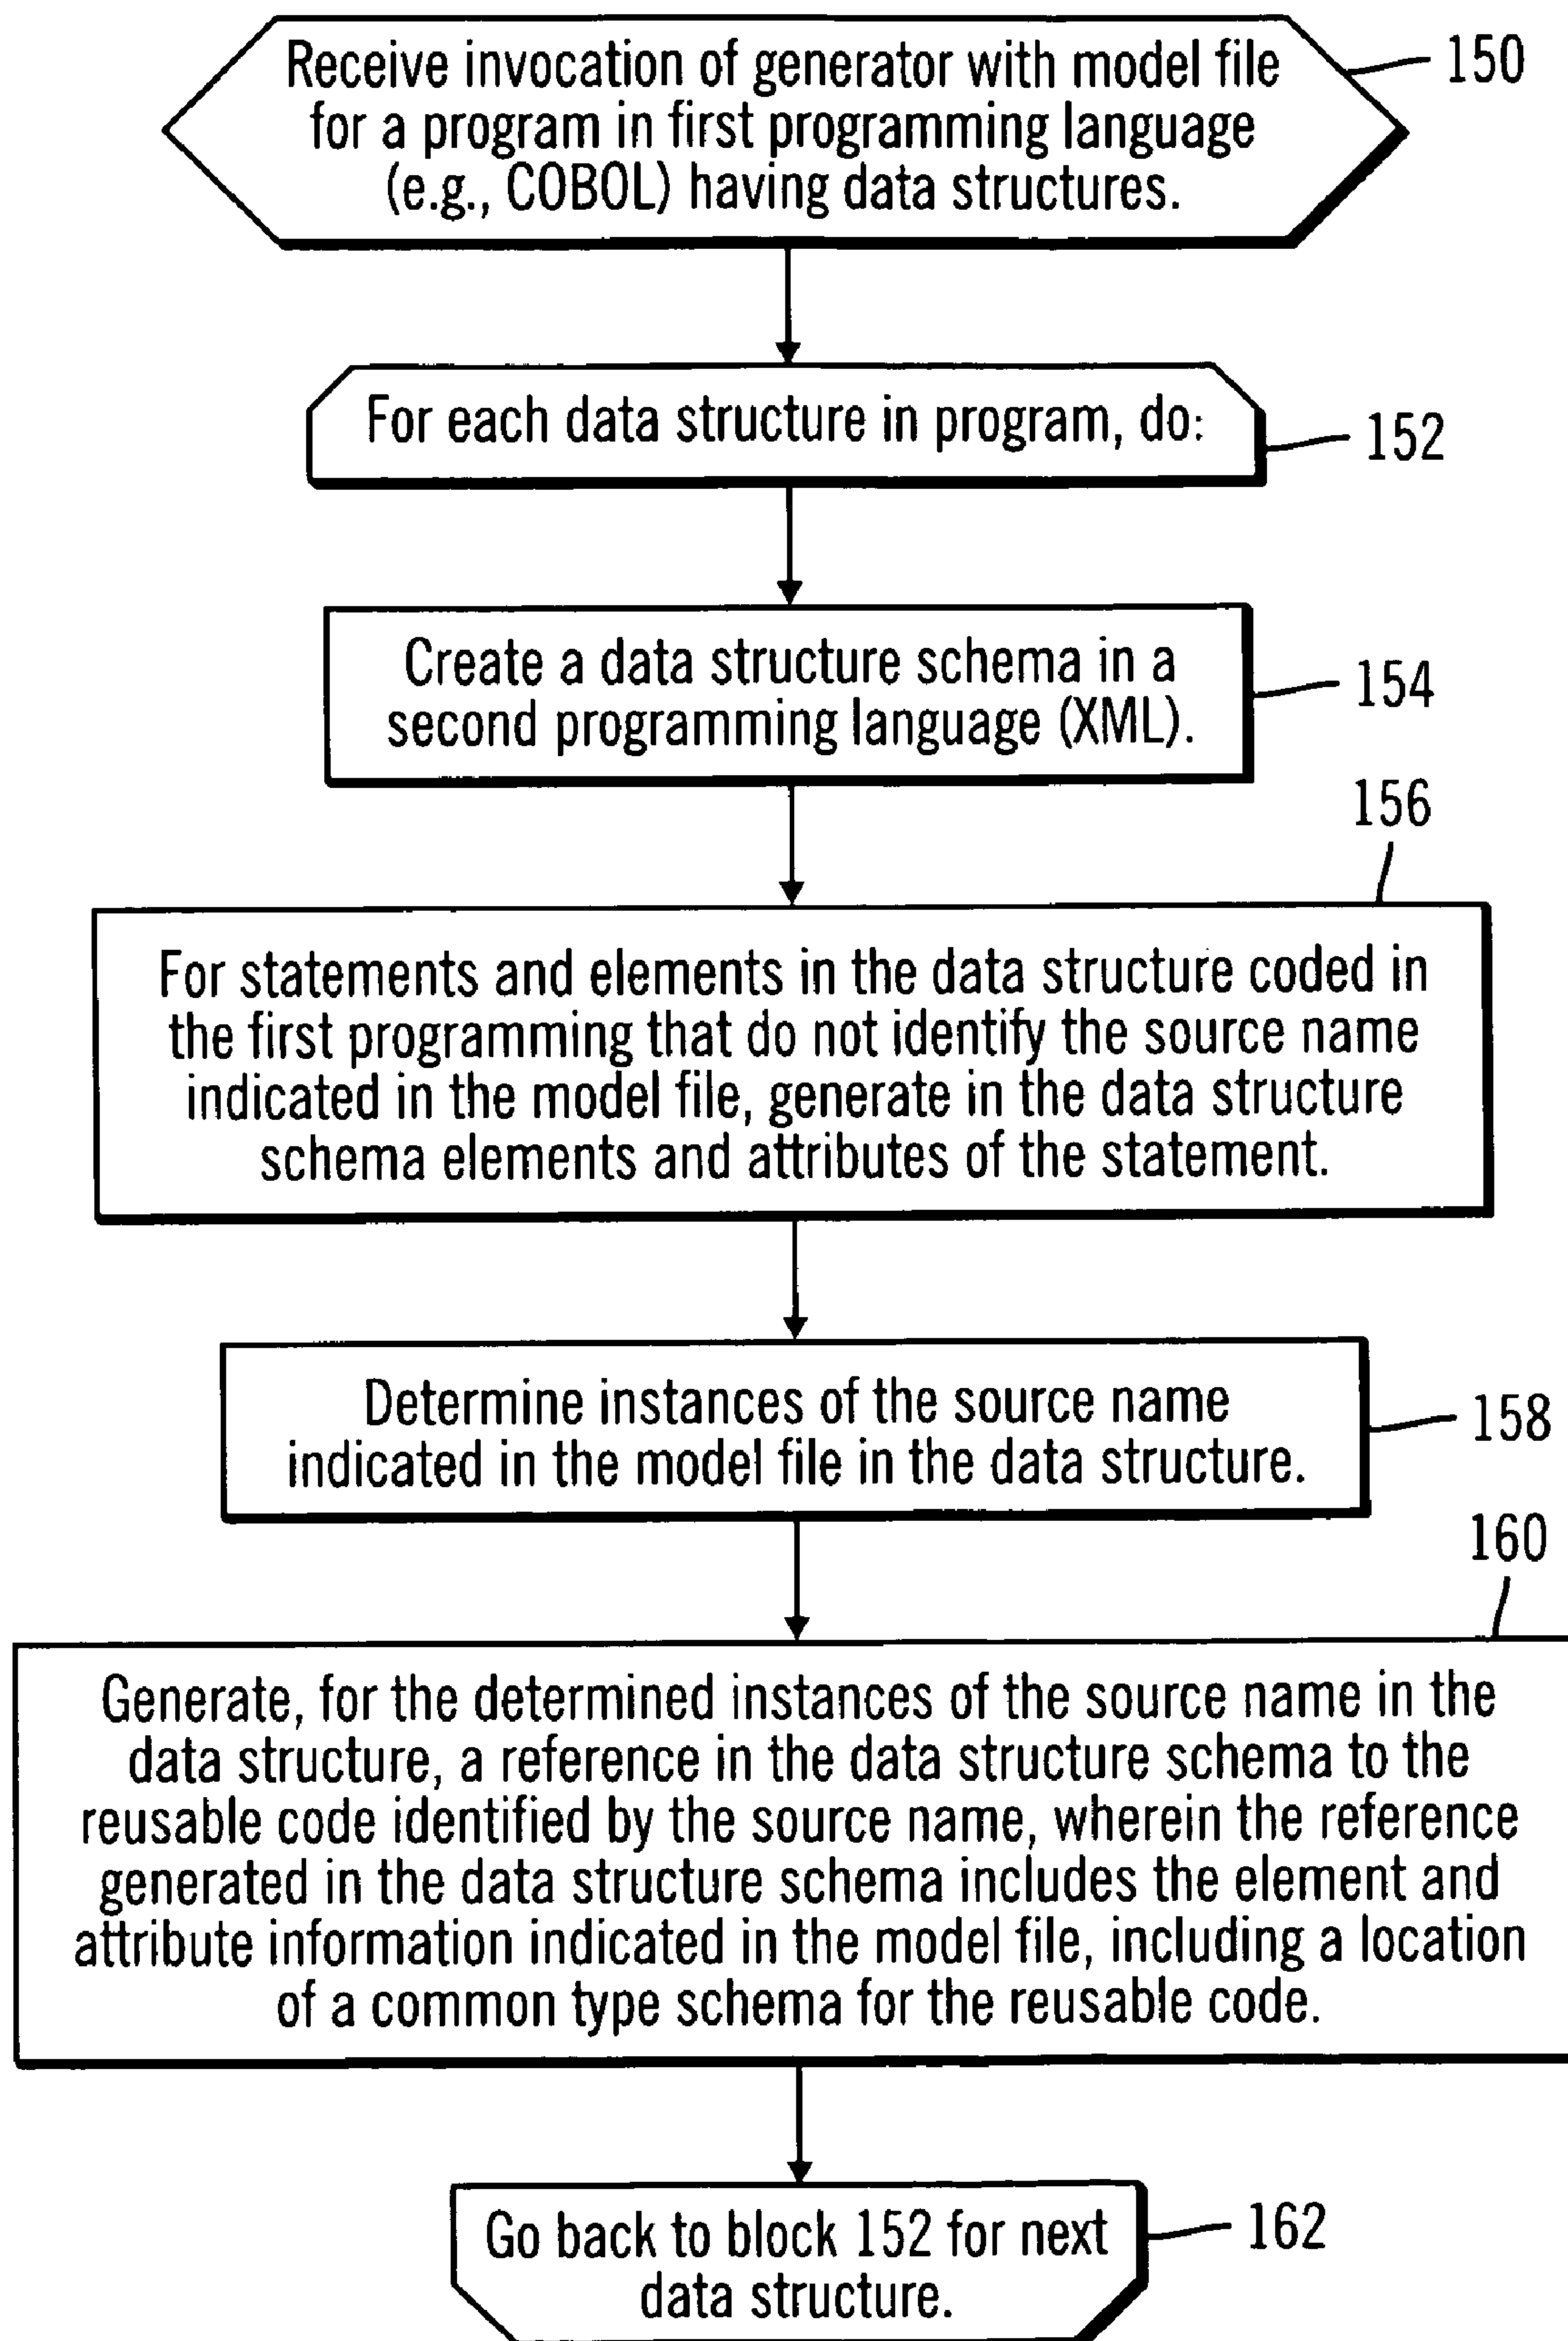 Receive invocation of generator with model file
for a program in first programming language
(e.g., COBOL) having data structures.
150
For each data structure in program, do:
152
Create a data structure schema in a
second programming language (XML).
154
156
For statements and elements in the data structure coded in
the first programming that do not identify the source name
indicated in the model file, generate in the data structure
schema elements and attributes of the statement.
Determine instances of the source name
indicated in the model file in the data structure.
158
160
Generate, for the determined instances of the source name in the
data structure, a reference in the data structure schema to the
reusable code identified by the source name, wherein the reference
generated in the data structure schema includes the element and
attribute information indicated in the model file, including a location
of a common type schema for the reusable code.
Go back to block 152 for next
data structure.
162